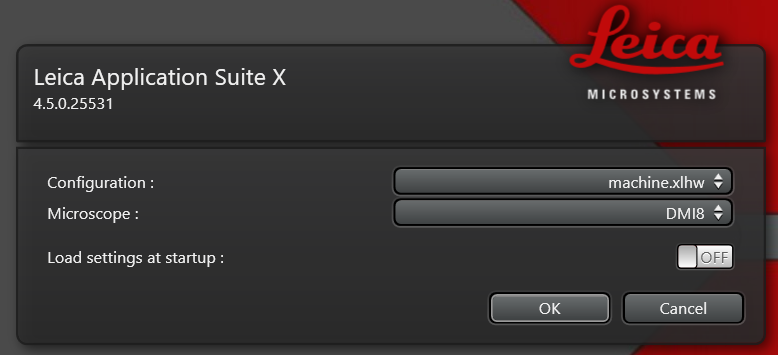 Leica
MICROSYSTEMS
Leica Application Suite X
4.5.0.25531
Configuration : machine.xlhw
Microscope : DMI8
Load settings at startup : OFF
OK Cancel